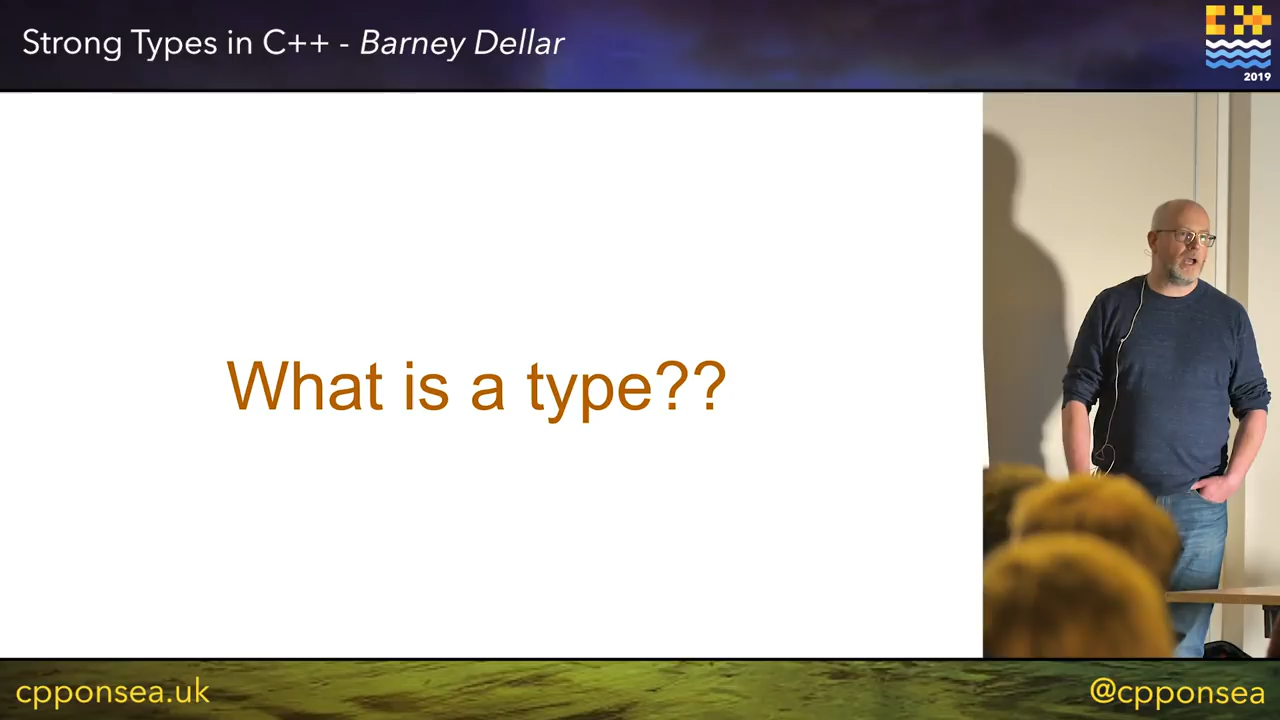 Strong Types in C++ - Barney Dellar
2019
What is a type??
cpponsea.uk
@cpponsea